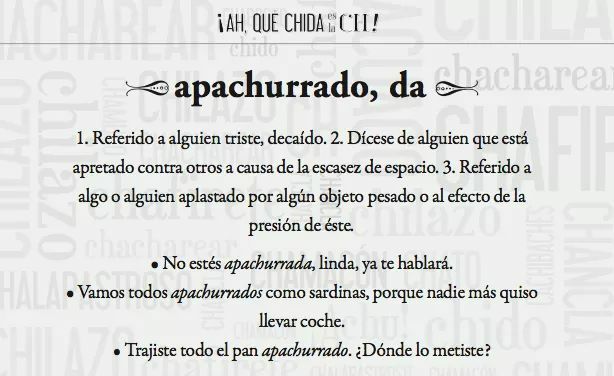 ¡AH, QUE CHIDA es la CH!
apachurrado, da
1. Referido a alguien triste, decaído. 2. Dícese de alguien que está
apretado contra otros a causa de la escasez de espacio. 3. Referido a
algo o alguien aplastado por algún objeto pesado o al efecto de la
presión de éste.
• No estés apachurrada, linda, ya te hablará.
• Vamos todos apachurrados como sardinas, porque nadie más quiso
llevar coche.
• Trajiste todo el pan apachurrado. ¿Dónde lo metiste?